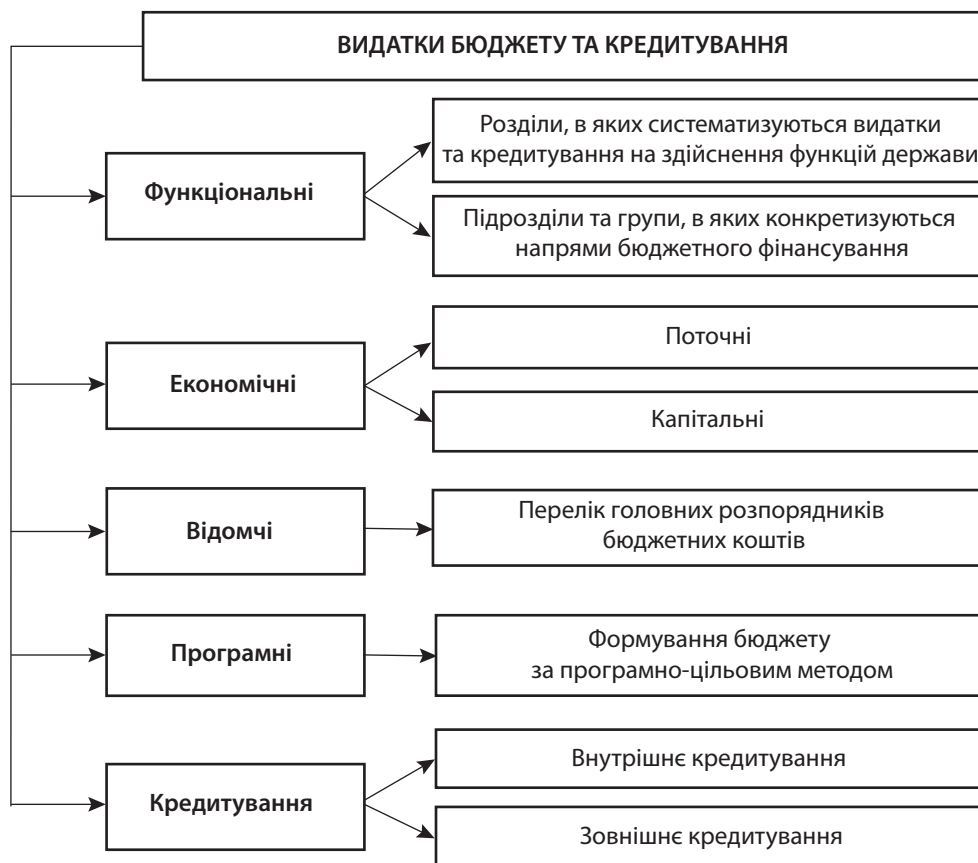 ВИДАТКИ БЮДЖЕТУ ТА КРЕДИТУВАННЯ
Функціональні
Розділи, в яких систематизуються видатки
та кредитування на здійснення функцій держави
Підрозділи та групи, в яких конкретизуються
напрями бюджетного фінансування
Економічні
Поточні
Капітальні
Відомчі
Перелік головних розпорядників
бюджетних коштів
Програмні
Формування бюджету
за програмно-цільовим методом
Кредитування
Внутрішнє кредитування
Зовнішнє кредитування